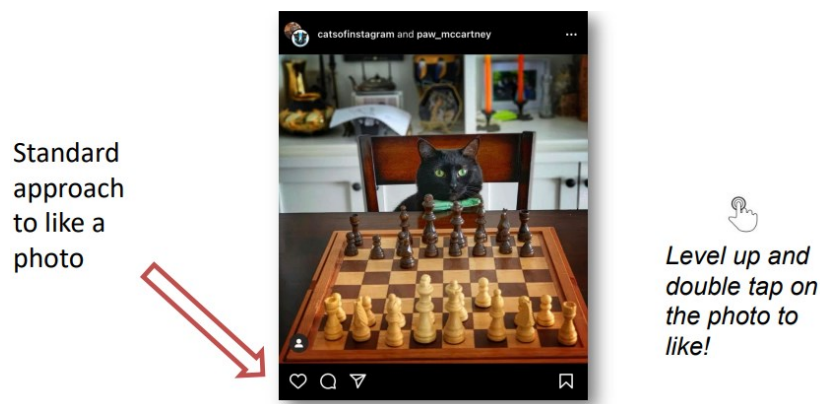 catsofinstagram and paw_mccartney
Standard
approach
to like a
photo
Level up and
double tap on
the photo to
like!